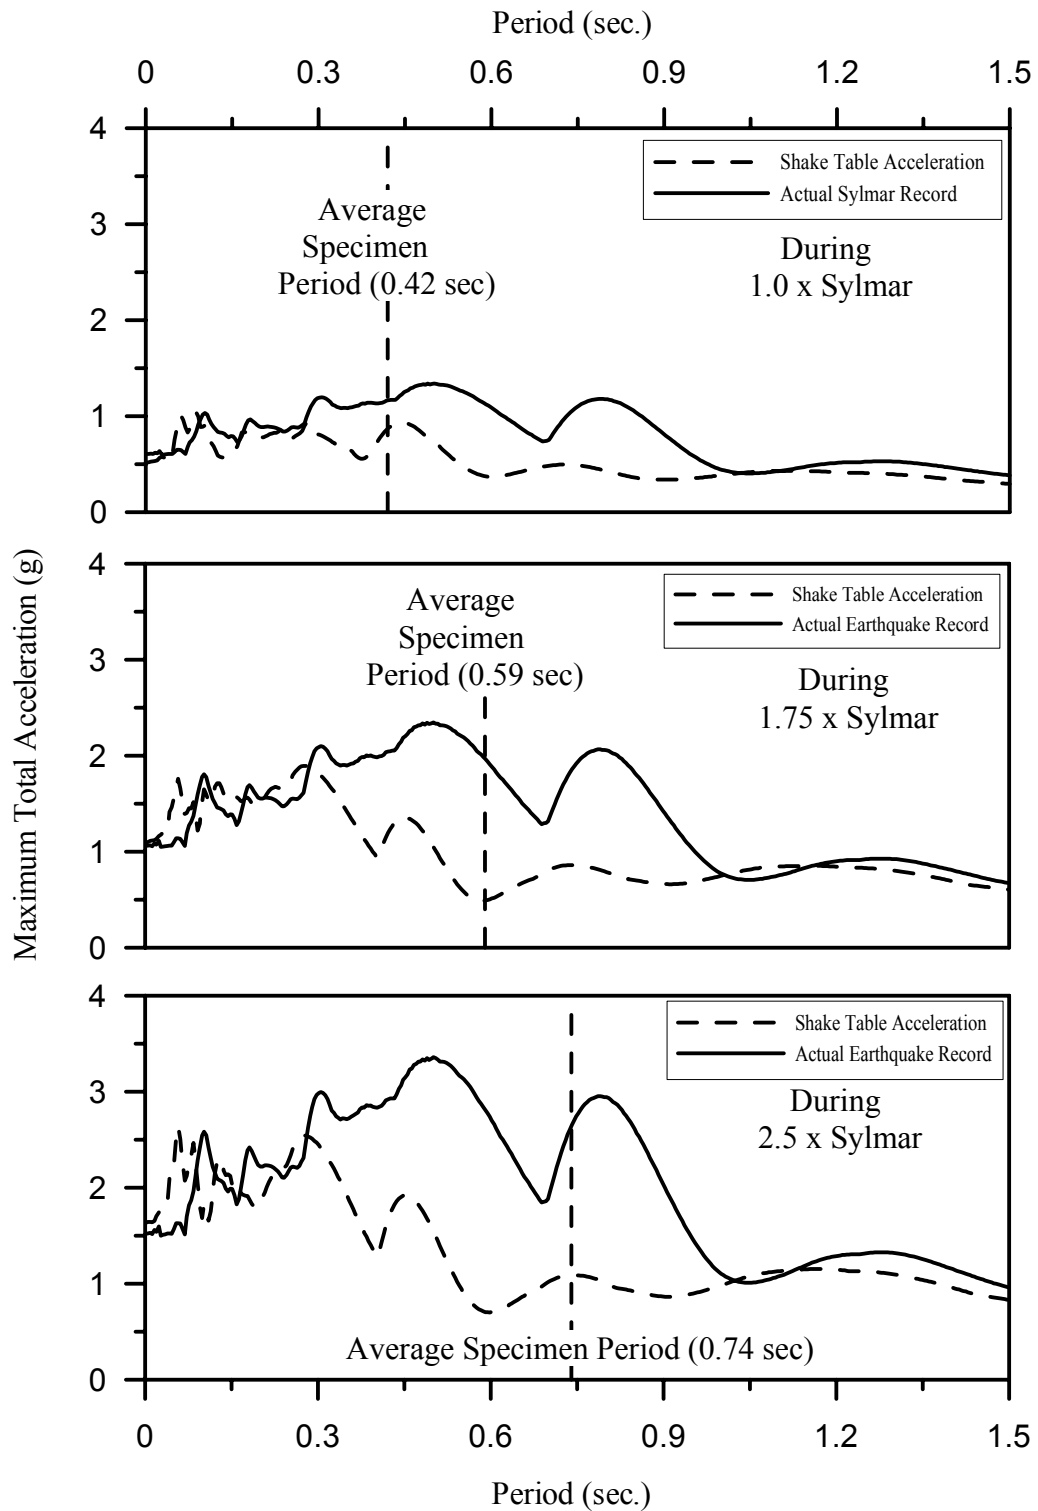 Period (sec.)
0 0.3 0.6 0.9 1.2 1.5
4
3
2
1
0
Shake Table Acceleration
Actual Sylmar Record
Average
Specimen
Period (0.42 sec)
During
1.0 x Sylmar
Maximum Total Acceleration (g)
4
3
2
1
0
Shake Table Acceleration
Actual Earthquake Record
Average
Specimen
Period (0.59 sec)
During
1.75 x Sylmar
4
3
2
1
0
Shake Table Acceleration
Actual Earthquake Record
During
2.5 x Sylmar
Average Specimen Period (0.74 sec)
0 0.3 0.6 0.9 1.2 1.5
Period (sec.)